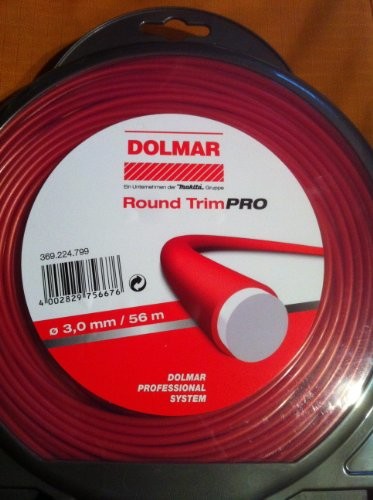 DOLMAR
Ein Unternehmen der Makita Gruppe
Round TrimPRO
369.224.799
4 002829 756676
ø 3,0 mm / 56 m
DOLMAR
PROFESSIONAL
SYSTEM